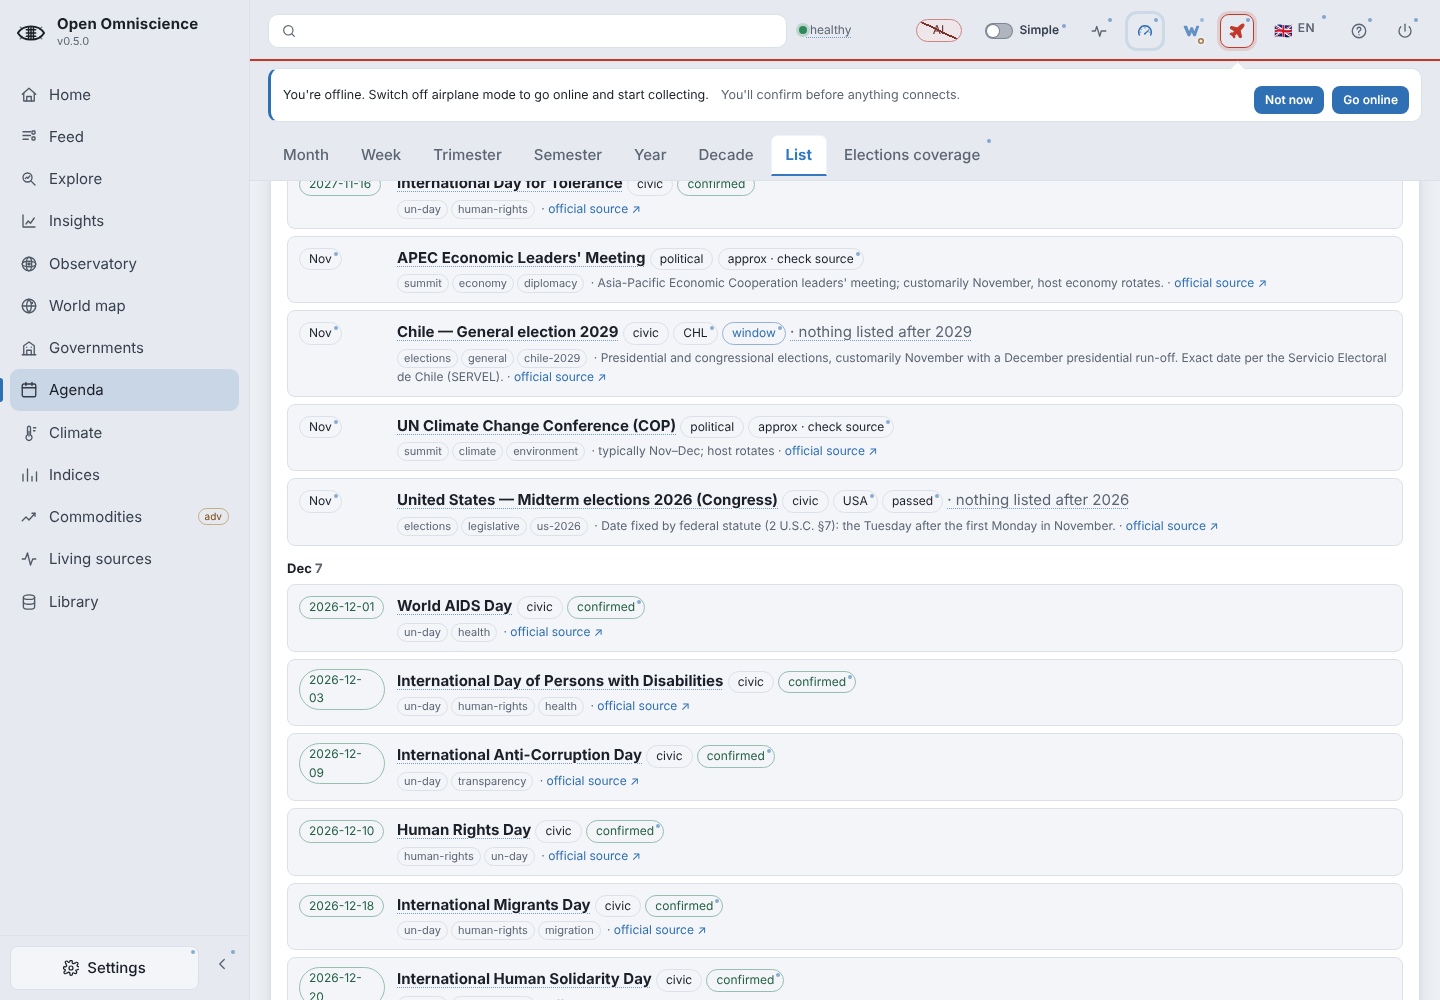 Open Omniscience
v0.5.0
healthy
AI
Simple
EN
You're offline. Switch off airplane mode to go online and start collecting. You'll confirm before anything connects.
Not now
Go online
Home
Feed
Explore
Insights
Observatory
World map
Governments
Agenda
Climate
Indices
Commodities adv
Living sources
Library
Settings
Month Week Trimester Semester Year Decade List Elections coverage
2027-11-16 International Day for Tolerance civic confirmed
un-day human-rights · official source ↗
Nov APEC Economic Leaders' Meeting political approx · check source
summit economy diplomacy · Asia-Pacific Economic Cooperation leaders' meeting; customarily November, host economy rotates. · official source ↗
Nov Chile — General election 2029 civic CHL window · nothing listed after 2029
elections general chile-2029 · Presidential and congressional elections, customarily November with a December presidential run-off. Exact date per the Servicio Electoral
de Chile (SERVEL). · official source ↗
Nov UN Climate Change Conference (COP) political approx · check source
summit climate environment · typically Nov–Dec; host rotates · official source ↗
Nov United States — Midterm elections 2026 (Congress) civic USA passed · nothing listed after 2026
elections legislative us-2026 · Date fixed by federal statute (2 U.S.C. §7): the Tuesday after the first Monday in November. · official source ↗
Dec 7
2026-12-01 World AIDS Day civic confirmed
un-day health · official source ↗
2026-12-
03
International Day of Persons with Disabilities civic confirmed
un-day human-rights health · official source ↗
2026-12-
09
International Anti-Corruption Day civic confirmed
un-day transparency · official source ↗
2026-12-10 Human Rights Day civic confirmed
human-rights un-day · official source ↗
2026-12-18 International Migrants Day civic confirmed
un-day human-rights migration · official source ↗
2026-12-
20
International Human Solidarity Day civic confirmed